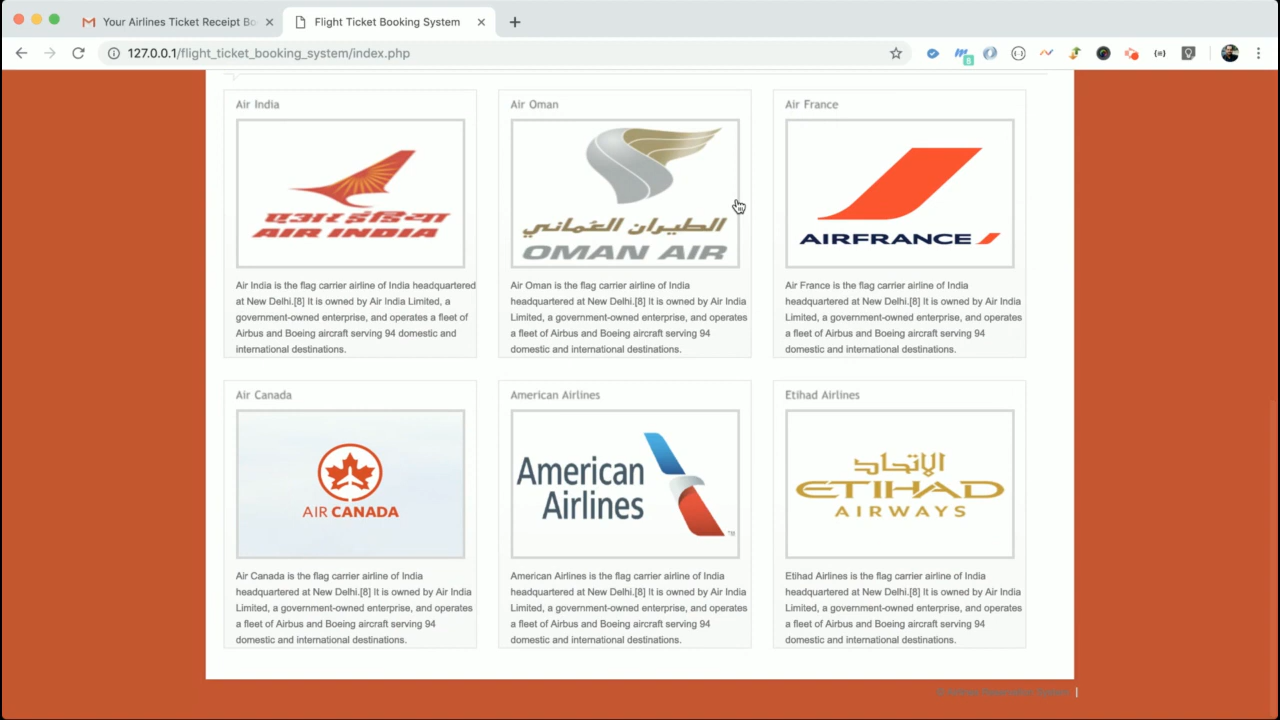 Your Airlines Ticket Receipt Bo
Flight Ticket Booking System
127.0.0.1/flight_ticket_booking_system/index.php
Air India
एअर इंडिया
AIR INDIA
Air India is the flag carrier airline of India headquartered
at New Delhi.[8] It is owned by Air India Limited, a
government-owned enterprise, and operates a fleet of
Airbus and Boeing aircraft serving 94 domestic and
international destinations.
Air Oman
الطيران العُماني
OMAN AIR
Air Oman is the flag carrier airline of India
headquartered at New Delhi.[8] It is owned by Air India
Limited, a government-owned enterprise, and operates
a fleet of Airbus and Boeing aircraft serving 94
domestic and international destinations.
Air France
AIRFRANCE
Air France is the flag carrier airline of India
headquartered at New Delhi.[8] It is owned by Air India
Limited, a government-owned enterprise, and operates
a fleet of Airbus and Boeing aircraft serving 94
domestic and international destinations.
Air Canada
AIR CANADA
Air Canada is the flag carrier airline of India
headquartered at New Delhi.[8] It is owned by Air India
Limited, a government-owned enterprise, and operates
a fleet of Airbus and Boeing aircraft serving 94
domestic and international destinations.
American Airlines
American
Airlines
™
American Airlines is the flag carrier airline of India
headquartered at New Delhi.[8] It is owned by Air India
Limited, a government-owned enterprise, and operates
a fleet of Airbus and Boeing aircraft serving 94
domestic and international destinations.
Etihad Airlines
الإتحاد
ETIHAD
AIRWAYS
Etihad Airlines is the flag carrier airline of India
headquartered at New Delhi.[8] It is owned by Air India
Limited, a government-owned enterprise, and operates
a fleet of Airbus and Boeing aircraft serving 94
domestic and international destinations.